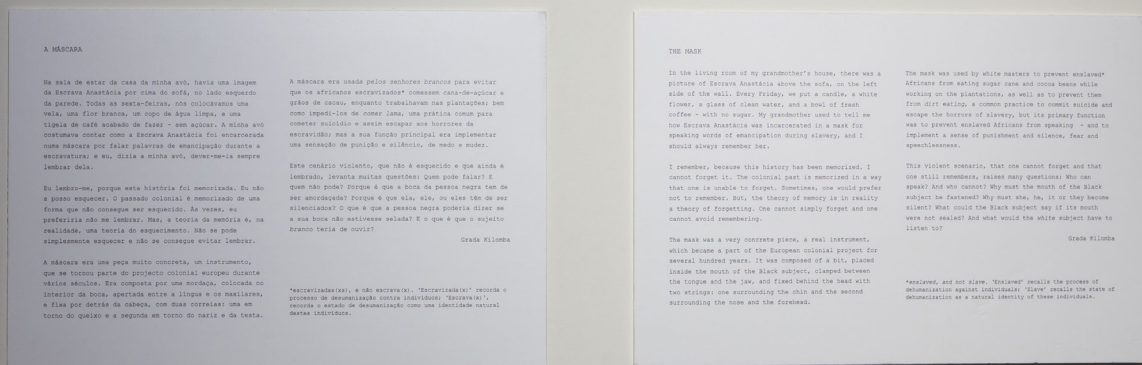 A MÁSCARA
Na sala de estar da casa da minha avó, havia uma imagem
da Escrava Anastácia por cima do sofá, no lado esquerdo
da parede. Todas as sexta-feiras, nós colocávamos uma
vela, uma flor branca, um copo de água limpa, e uma
tigela de café acabado de fazer - sem açúcar. A minha avó
costumava contar como a Escrava Anastácia foi encarcerada
numa máscara por falar palavras de emancipação durante a
escravatura; e eu, dizia a minha avó, dever-me-ia sempre
lembrar dela.
Eu lembro-me, porque esta história foi memorizada. Eu não
a posso esquecer. O passado colonial é memorizado de uma
forma que não consegue ser esquecido. Às vezes, eu
preferiria não me lembrar. Mas, a teoria da memória é, na
realidade, uma teoria do esquecimento. Não se pode
simplesmente esquecer e não se consegue evitar lembrar.
A máscara era uma peça muito concreta, um instrumento,
que se tornou parte do projecto colonial europeu durante
vários séculos. Era composta por uma mordaça, colocada no
interior da boca, apertada entre a língua e os maxilares,
e fixa por detrás da cabeça, com duas correias: uma em
torno do queixo e a segunda em torno do nariz e da testa.
A máscara era usada pelos senhores brancos para evitar
que os africanos escravizados* comessem cana-de-açúcar e
grãos de cacau, enquanto trabalhavam nas plantações; bem
como impedi-los de comer lama, uma prática comum para
cometer suicídio e assim escapar aos horrores da
escravidão; mas a sua função principal era implementar
uma sensação de punição e silêncio, de medo e mudez.
Este cenário violento, que não é esquecido e que ainda é
lembrado, levanta muitas questões: Quem pode falar? E
quem não pode? Porque é que a boca da pessoa negra tem de
ser amordaçada? Porque é que ela, ele, ou eles têm de ser
silenciados? O que é que a pessoa negra poderia dizer se
a sua boca não estivesse selada? E o que é que o sujeito
branco teria de ouvir?
Grada Kilomba
*escravizadas(xs), e não escrava(x). 'Escravizada(x)' recorda o
processo de desumanização contra indivíduos; 'Escrava(x)',
recorda o estado de desumanização como uma identidade natural
destes indivíduos.
THE MASK
In the living room of my grandmother's house, there was a
picture of Escrava Anastácia above the sofa, on the left
side of the wall. Every Friday, we put a candle, a white
flower, a glass of clean water, and a bowl of fresh
coffee - with no sugar. My grandmother used to tell me
how Escrava Anastácia was incarcerated in a mask for
speaking words of emancipation during slavery, and I
should always remember her.
I remember, because this history has been memorized. I
cannot forget it. The colonial past is memorized in a way
that one is unable to forget. Sometimes, one would prefer
not to remember. But, the theory of memory is in reality
a theory of forgetting. One cannot simply forget and one
cannot avoid remembering.
The mask was a very concrete piece, a real instrument,
which became a part of the European colonial project for
several hundred years. It was composed of a bit, placed
inside the mouth of the Black subject, clamped between
the tongue and the jaw, and fixed behind the head with
two strings: one surrounding the chin and the second
surrounding the nose and the forehead.
The mask was used by white masters to prevent enslaved*
Africans from eating sugar cane and cocoa beans while
working on the plantations, as well as to prevent them
from dirt eating, a common practice to commit suicide and
escape the horrors of slavery, but its primary function
was to prevent enslaved Africans from speaking - and to
implement a sense of punishment and silence, fear and
speechlessness.
This violent scenario, that one cannot forget and that
one still remembers, raises many questions: Who can
speak? And who cannot? Why must the mouth of the Black
subject be fastened? Why must she, he, it or they become
silent? What could the Black subject say if its mouth
were not sealed? And what would the white subject have to
listen to?
Grada Kilomba
*enslaved, and not slave. 'Enslaved' recalls the process of
dehumanization against individuals; 'Slave' recalls the state of
dehumanization as a natural identity of these individuals.